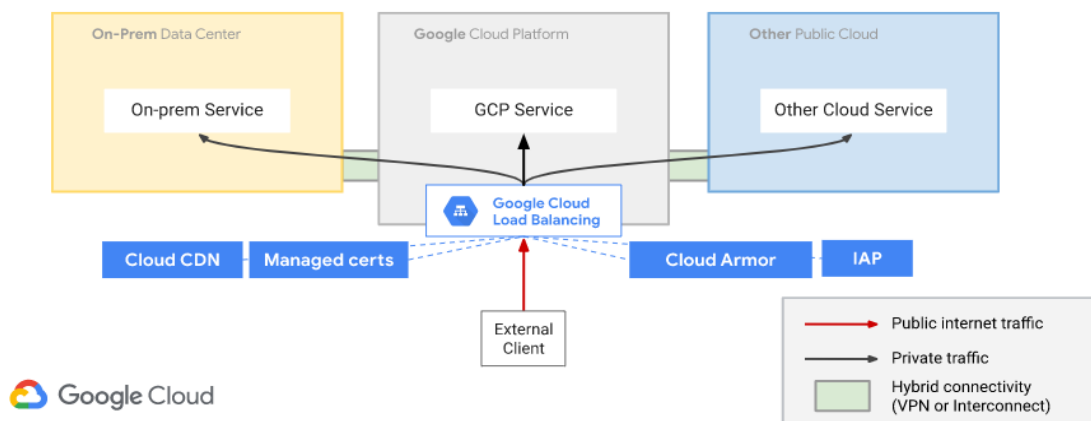 On-Prem Data Center
Google Cloud Platform
Other Public Cloud
On-prem Service
GCP Service
Other Cloud Service
Google Cloud
Load Balancing
Cloud CDN
Managed certs
Cloud Armor
IAP
External
Client
Public internet traffic
Private traffic
Hybrid connectivity
(VPN or Interconnect)
Google Cloud